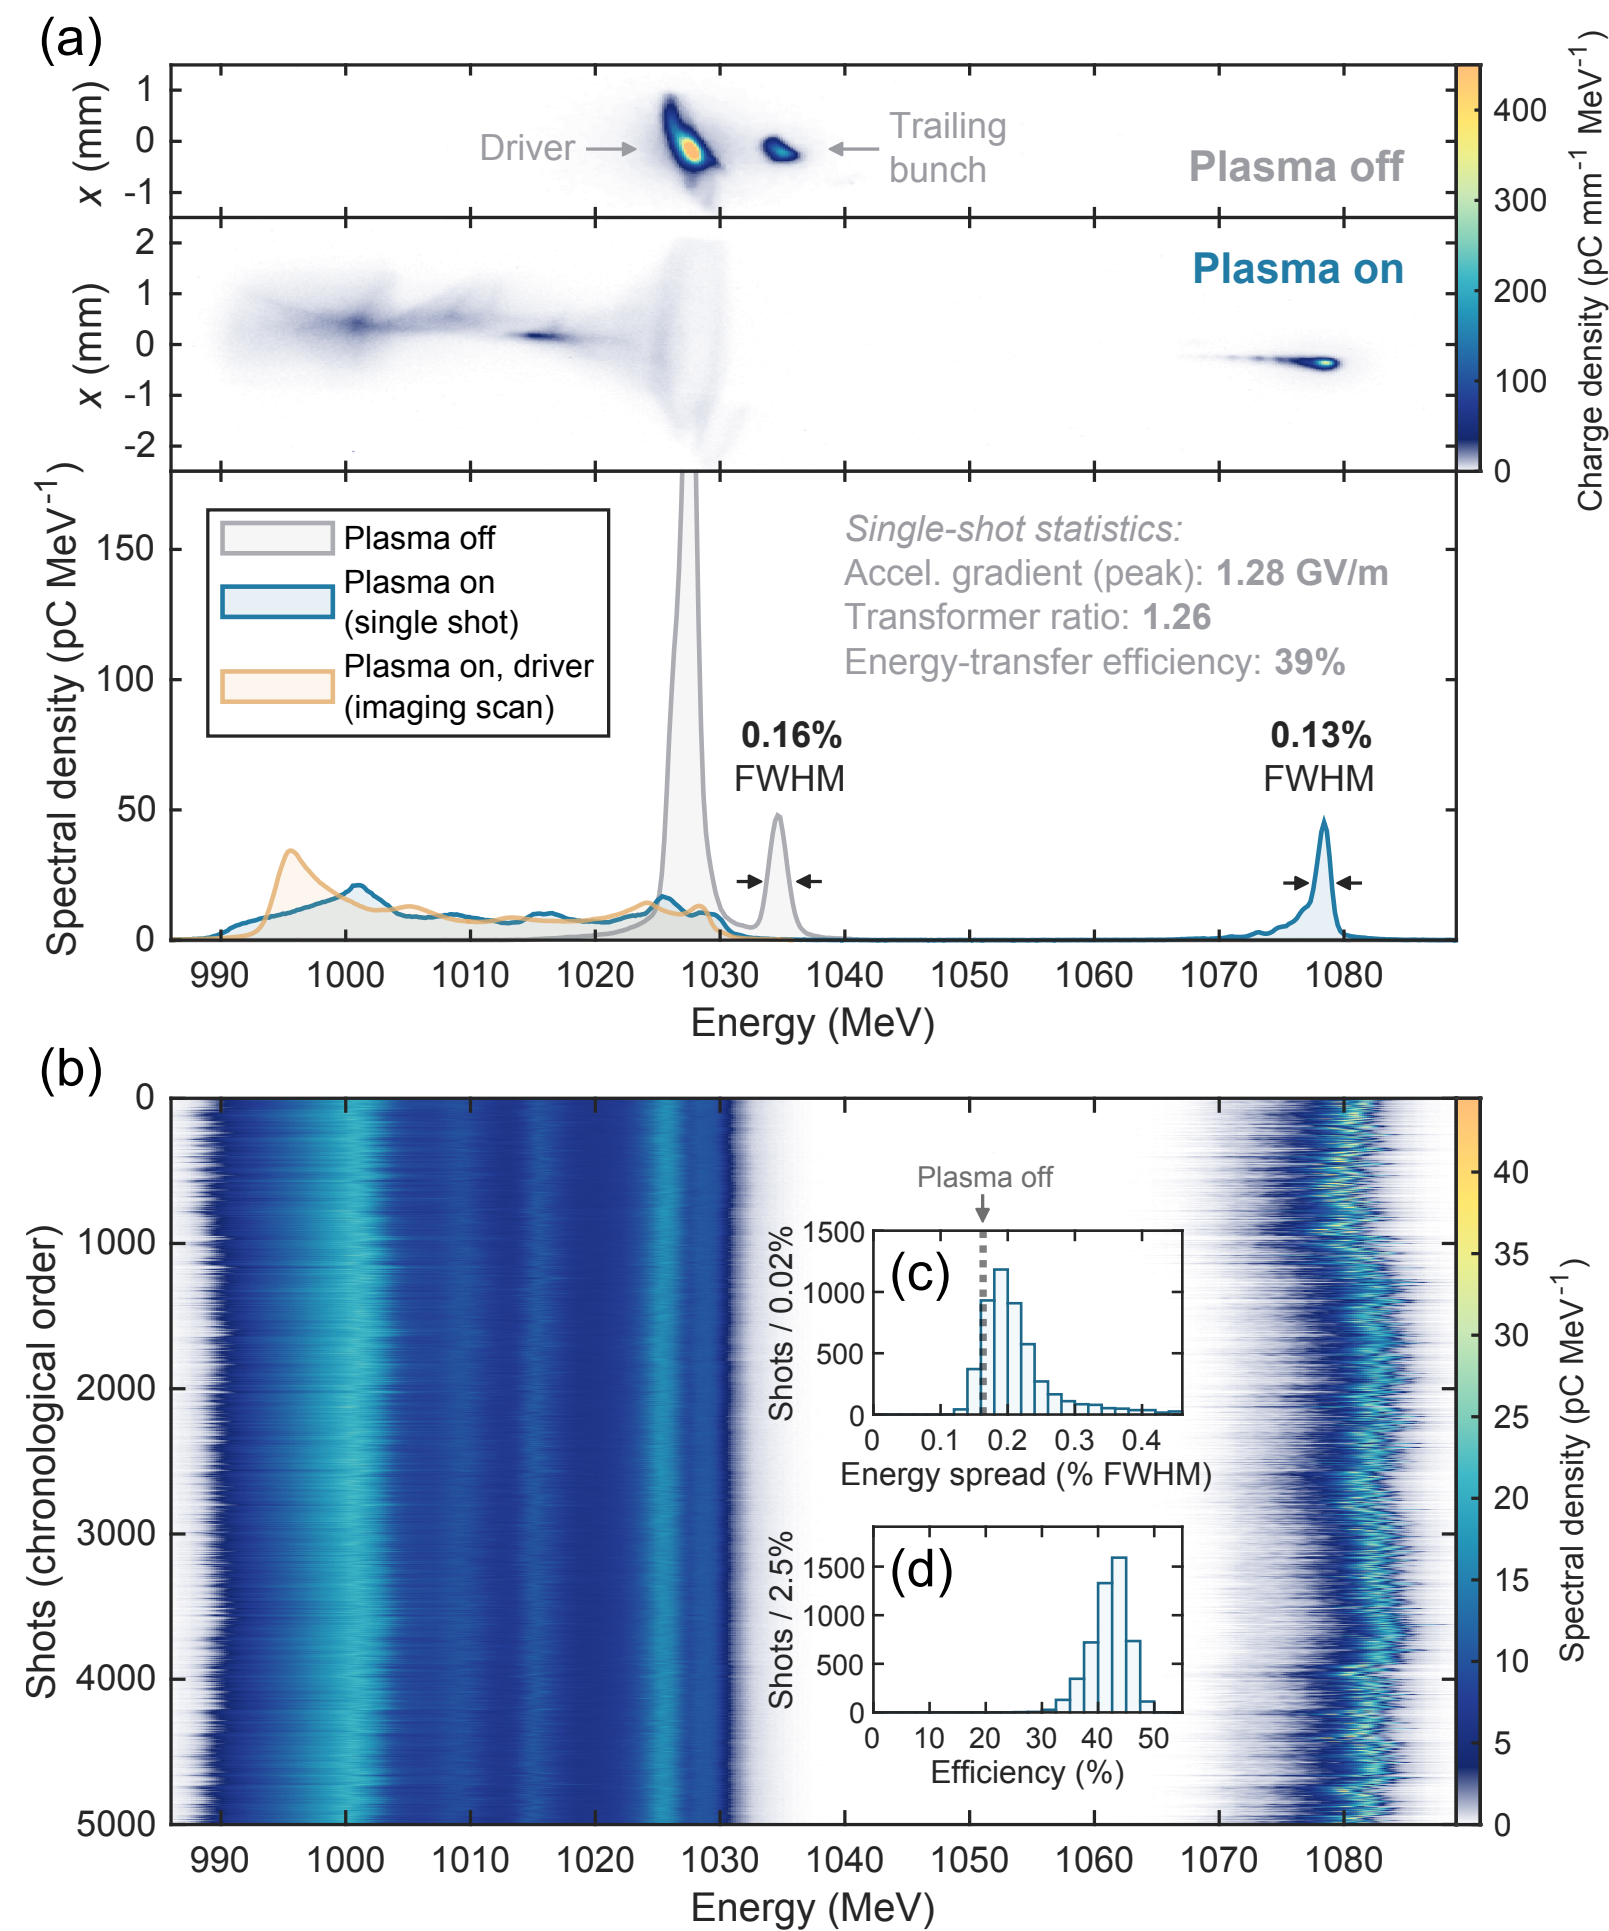 (a)
1
0
-1
x (mm)
Driver
Trailing
bunch
Plasma off
2
1
0
-1
-2
x (mm)
Plasma on
400
300
200
100
0
Charge density (pC mm⁻¹ MeV⁻¹)
150
100
50
0
Spectral density (pC MeV⁻¹)
Plasma off
Plasma on
(single shot)
Plasma on, driver
(imaging scan)
Single-shot statistics:
Accel. gradient (peak): 1.28 GV/m
Transformer ratio: 1.26
Energy-transfer efficiency: 39%
0.16%
FWHM
0.13%
FWHM
990 1000 1010 1020 1030 1040 1050 1060 1070 1080
Energy (MeV)
(b)
0
1000
2000
3000
4000
5000
Shots (chronological order)
Plasma off
(c)
1500
1000
500
0
Shots / 0.02%
0 0.1 0.2 0.3 0.4
Energy spread (% FWHM)
(d)
1500
1000
500
0
Shots / 2.5%
0 10 20 30 40 50
Efficiency (%)
40
35
30
25
20
15
10
5
0
Spectral density (pC MeV⁻¹)
990 1000 1010 1020 1030 1040 1050 1060 1070 1080
Energy (MeV)